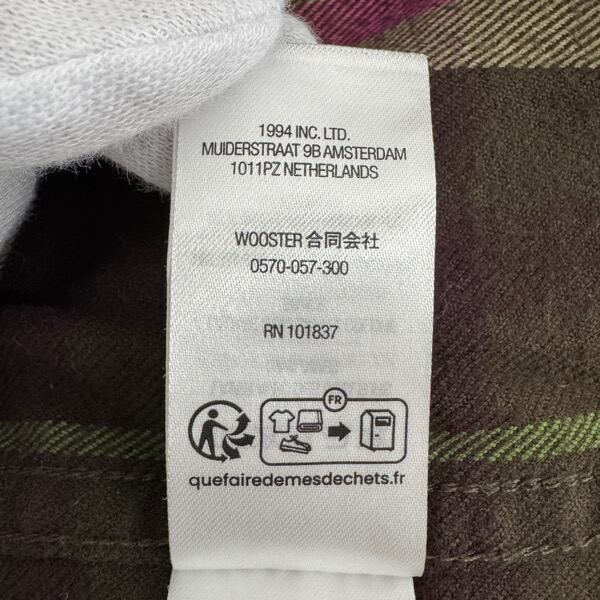 1994 INC. LTD.
MUIDERSTRAAT 9B AMSTERDAM
1011PZ NETHERLANDS
WOOSTER 合同会社
0570-057-300
RN 101837
FR
quefairedemesdechets.fr